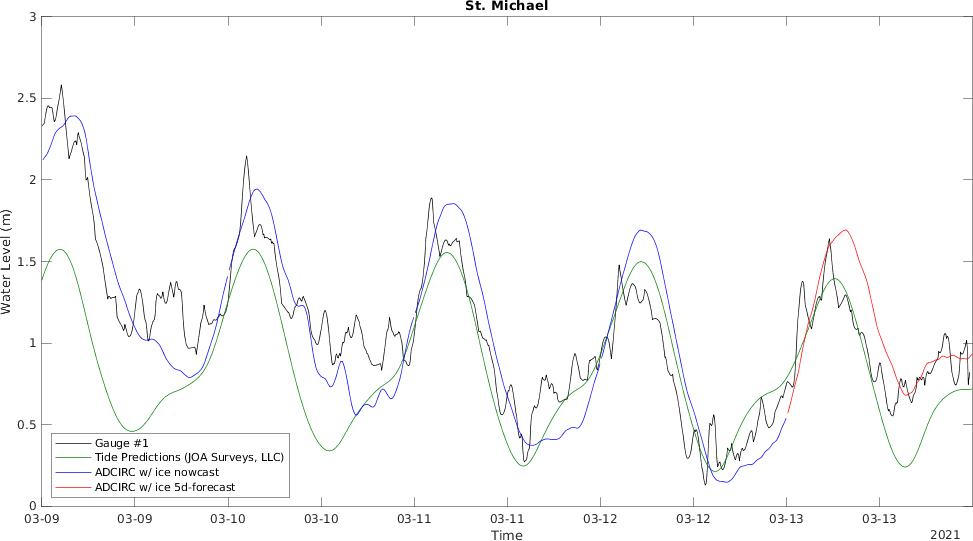 St. Michael
3
2.5
2
1.5
1
0.5
0
Water Level (m)
Gauge #1
Tide Predictions (JOA Surveys, LLC)
ADCIRC w/ ice nowcast
ADCIRC w/ ice 5d-forecast
03-09 03-09 03-10 03-10 03-11 03-11 03-12 03-12 03-13 03-13
Time
2021